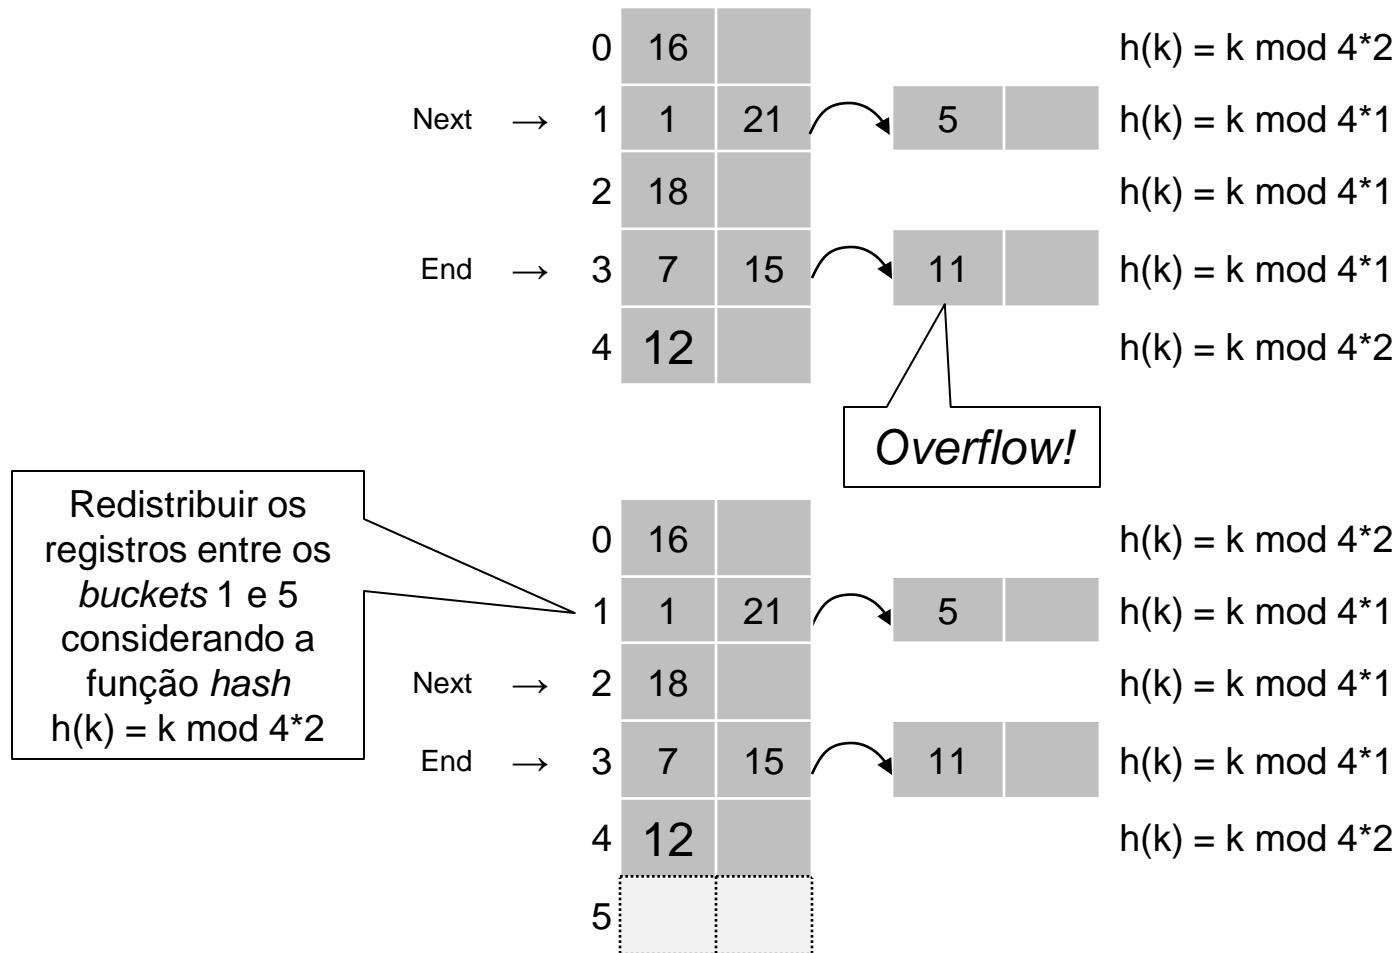 0 16 h(k) = k mod 4*2
Next → 1 1 21 5 h(k) = k mod 4*1
2 18 h(k) = k mod 4*1
End → 3 7 15 11 h(k) = k mod 4*1
4 12 h(k) = k mod 4*2
Overflow!
Redistribuir os
registros entre os
buckets 1 e 5
considerando a
função hash
h(k) = k mod 4*2
0 16 h(k) = k mod 4*2
1 1 21 5 h(k) = k mod 4*1
Next → 2 18 h(k) = k mod 4*1
End → 3 7 15 11 h(k) = k mod 4*1
4 12 h(k) = k mod 4*2
5